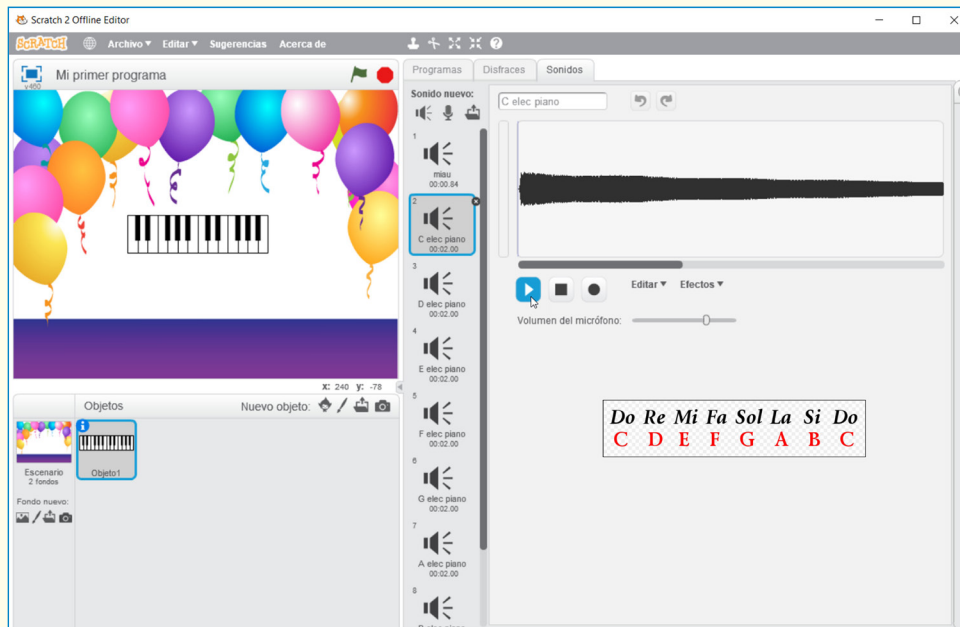 Scratch 2 Offline Editor
SCRATCH Archivo Editar Sugerencias Acerca de
Mi primer programa
v460
X: 240 y: -78
Objetos
Nuevo objeto:
Escenario
2 fondos
Fondo nuevo:
Objeto1
Programas Disfraces Sonidos
Sonido nuevo:
1
miau
00:00.84
2
C elec piano
00:02.00
3
D elec piano
00:02.00
4
E elec piano
00:02.00
5
F elec piano
00:02.00
6
G elec piano
00:02.00
7
A elec piano
00:02.00
8
C elec piano
Editar Efectos
Volumen del micrófono:
Do Re Mi Fa Sol La Si Do
C D E F G A B C